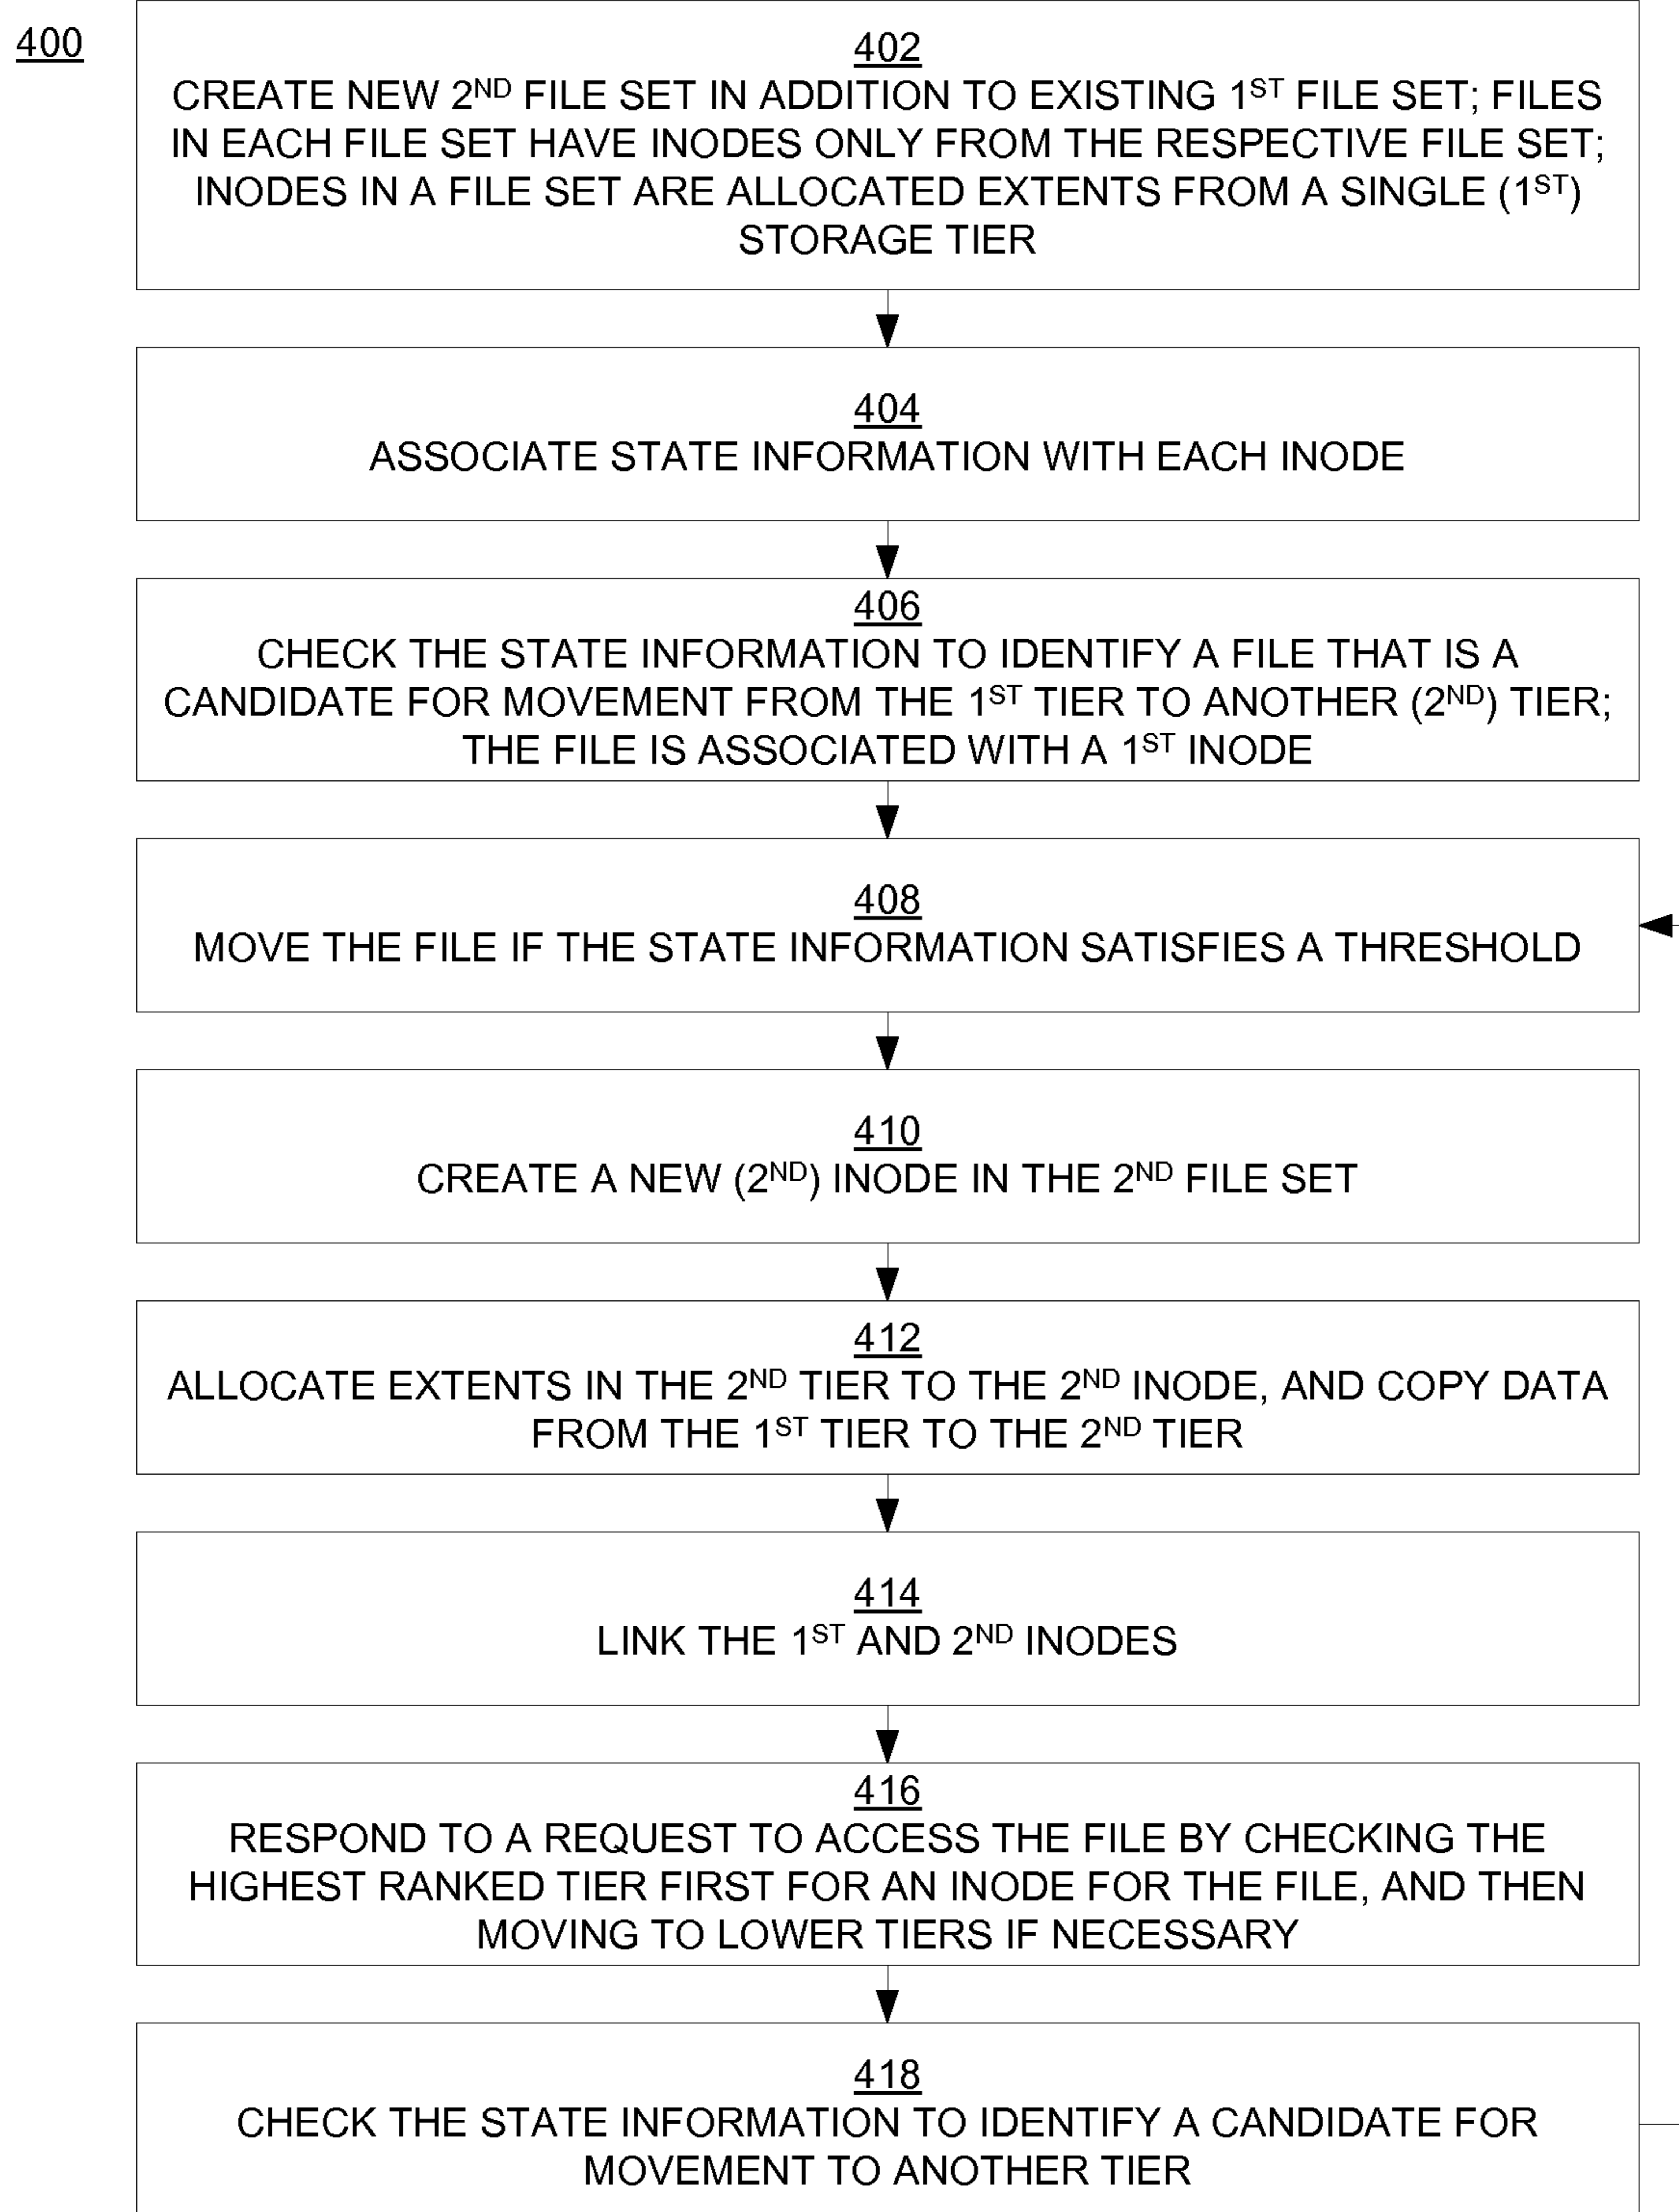 400
402
CREATE NEW 2ND FILE SET IN ADDITION TO EXISTING 1ST FILE SET; FILES
IN EACH FILE SET HAVE INODES ONLY FROM THE RESPECTIVE FILE SET;
INODES IN A FILE SET ARE ALLOCATED EXTENTS FROM A SINGLE (1ST)
STORAGE TIER
404
ASSOCIATE STATE INFORMATION WITH EACH INODE
406
CHECK THE STATE INFORMATION TO IDENTIFY A FILE THAT IS A
CANDIDATE FOR MOVEMENT FROM THE 1ST TIER TO ANOTHER (2ND) TIER;
THE FILE IS ASSOCIATED WITH A 1ST INODE
408
MOVE THE FILE IF THE STATE INFORMATION SATISFIES A THRESHOLD
410
CREATE A NEW (2ND) INODE IN THE 2ND FILE SET
412
ALLOCATE EXTENTS IN THE 2ND TIER TO THE 2ND INODE, AND COPY DATA
FROM THE 1ST TIER TO THE 2ND TIER
414
LINK THE 1ST AND 2ND INODES
416
RESPOND TO A REQUEST TO ACCESS THE FILE BY CHECKING THE
HIGHEST RANKED TIER FIRST FOR AN INODE FOR THE FILE, AND THEN
MOVING TO LOWER TIERS IF NECESSARY
418
CHECK THE STATE INFORMATION TO IDENTIFY A CANDIDATE FOR
MOVEMENT TO ANOTHER TIER